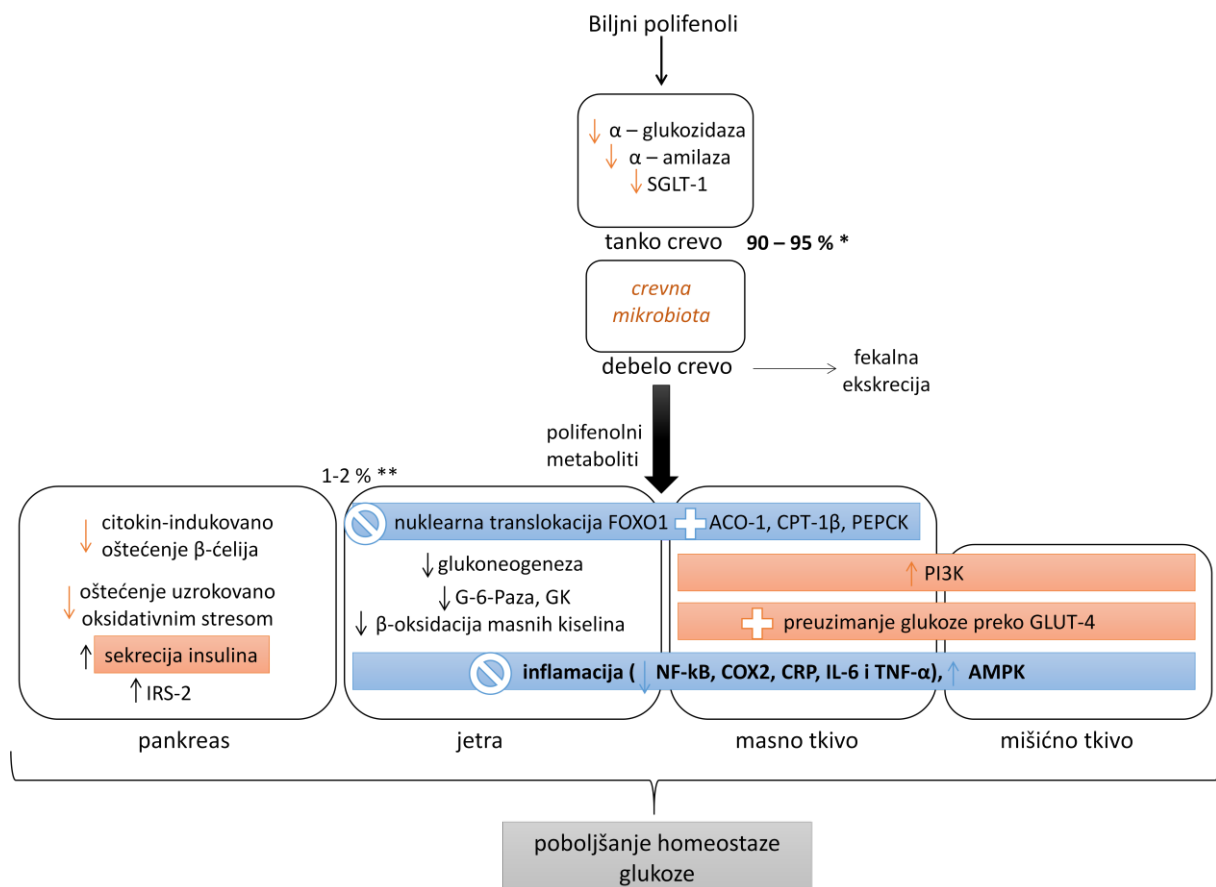 Biljni polifenoli
↓ α – glukozidaza
↓ α – amilaza
↓ SGLT-1
tanko crevo
90 – 95 % *
crevna
mikrobiota
debelo crevo
fekalna
ekskrecija
polifenolni
metaboliti
1-2 % **
↓ citokin-indukovano
oštećenje β-ćelija
↓ oštećenje uzrokovano
oksidativnim stresom
↑ sekrecija insulina
↑ IRS-2
pankreas
nuklearna translokacija FOXO1
ACO-1, CPT-1β, PEPCK
↓ glukoneogeneza
↓ G-6-Paza, GK
↓ β-oksidacija masnih kiselina
↑ PI3K
preuzimanje glukoze preko GLUT-4
inflamacija ( ↓ NF-kB, COX2, CRP, IL-6 i TNF-α), ↑ AMPK
jetra
masno tkivo
mišićno tkivo
poboljšanje homeostaze
glukoze